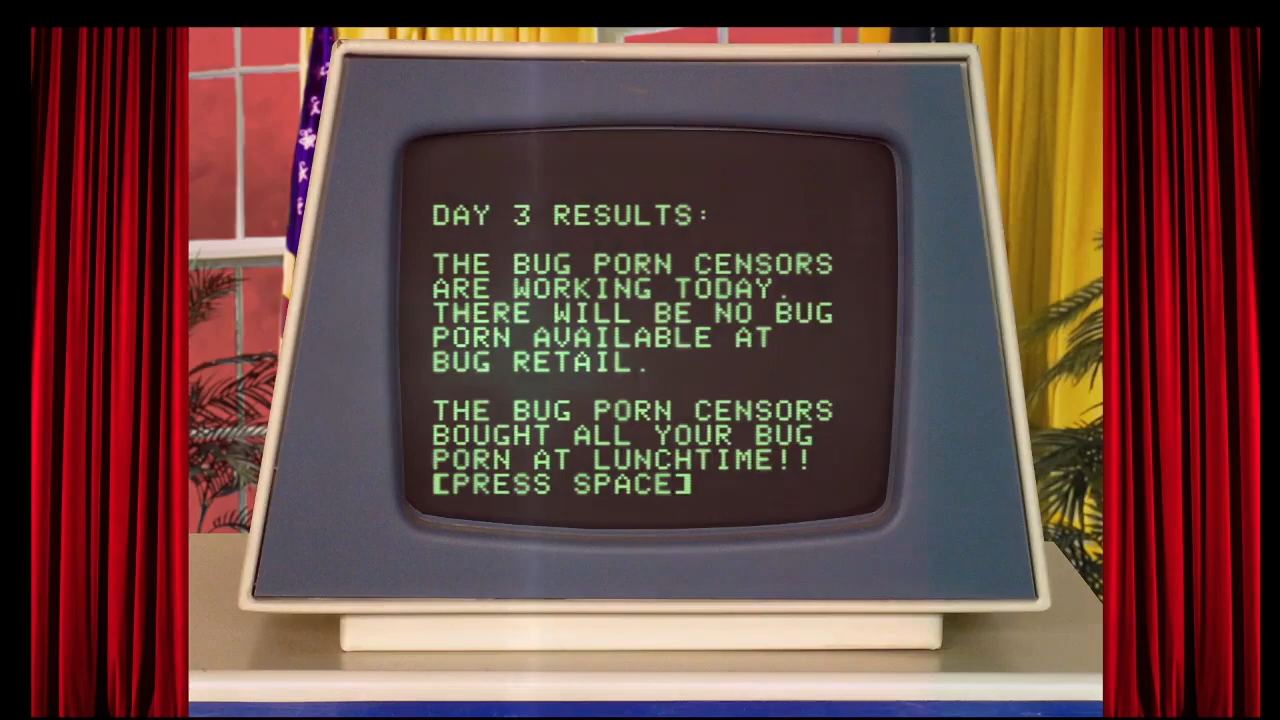 DAY 3 RESULTS:
THE BUG PORN CENSORS
ARE WORKING TODAY.
THERE WILL BE NO BUG
PORN AVAILABLE AT
BUG RETAIL.
THE BUG PORN CENSORS
BOUGHT ALL YOUR BUG
PORN AT LUNCHTIME!!
[PRESS SPACE]